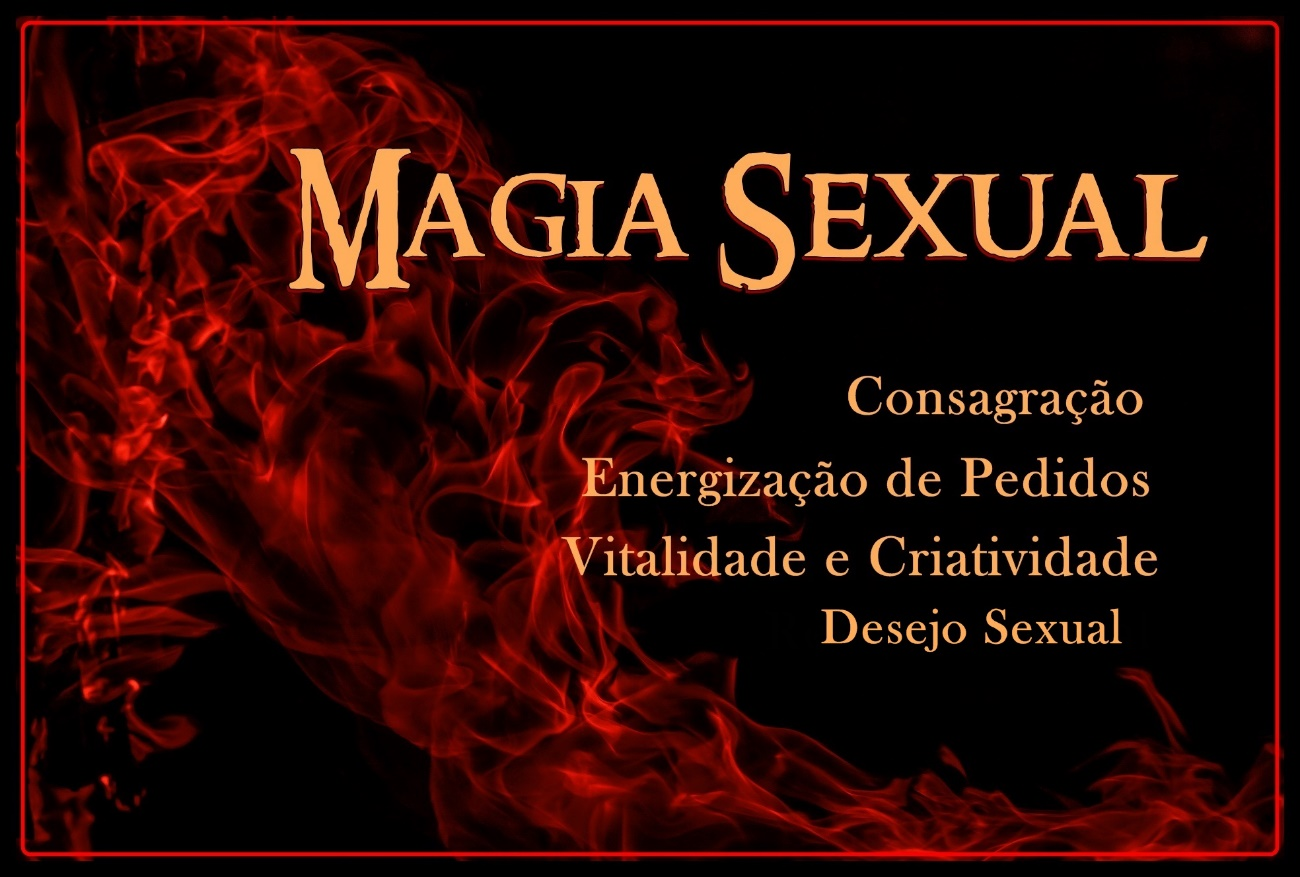 Magia Sexual
Consagração
Energização de Pedidos
Vitalidade e Criatividade
Desejo Sexual